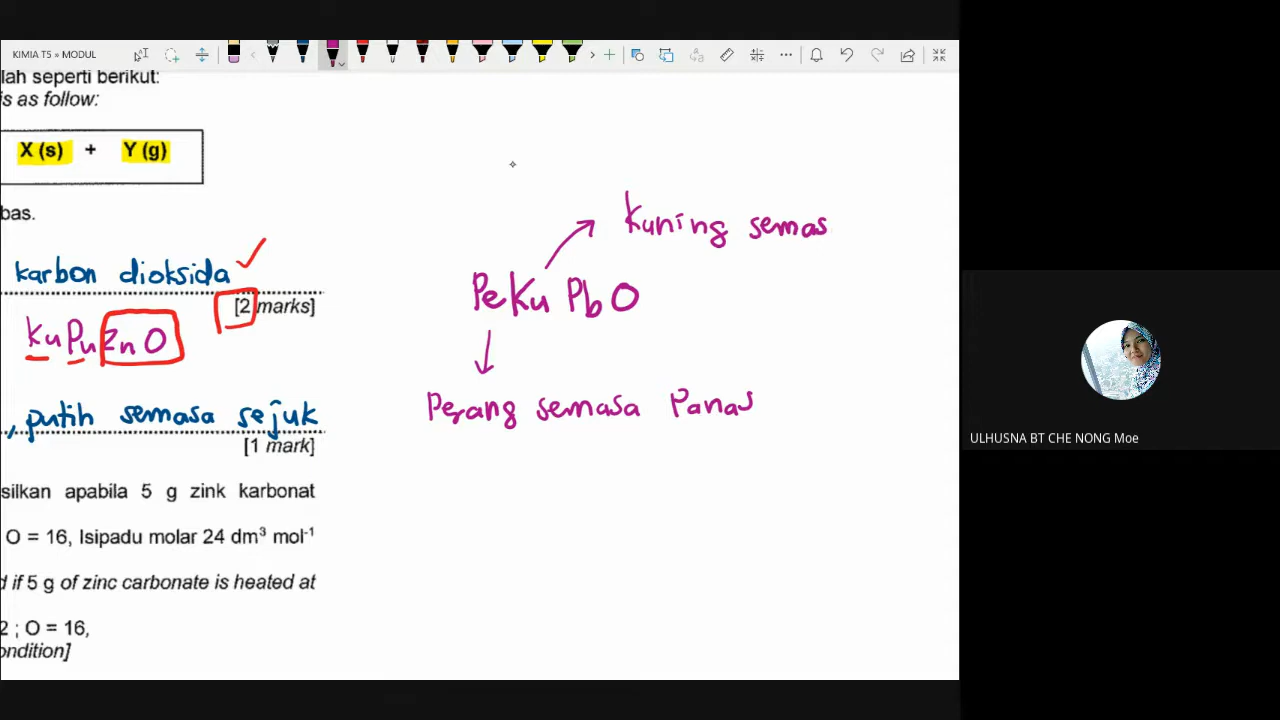 KIMIA T5 » MODUL
lah seperti berikut:
is as follow:
X (s) + Y (g)
bas.
karbon dioksida
[2 marks]
KuPuZnO
, putih semasa sejuk
[1 mark]
silkan apabila 5 g zink karbonat
O = 16, Isipadu molar 24 dm³ mol⁻¹
d if 5 g of zinc carbonate is heated at
2 ; O = 16,
ondition]
Kuning semas
PeKu PbO
Perang semasa Panas
ULHUSNA BT CHE NONG Moe